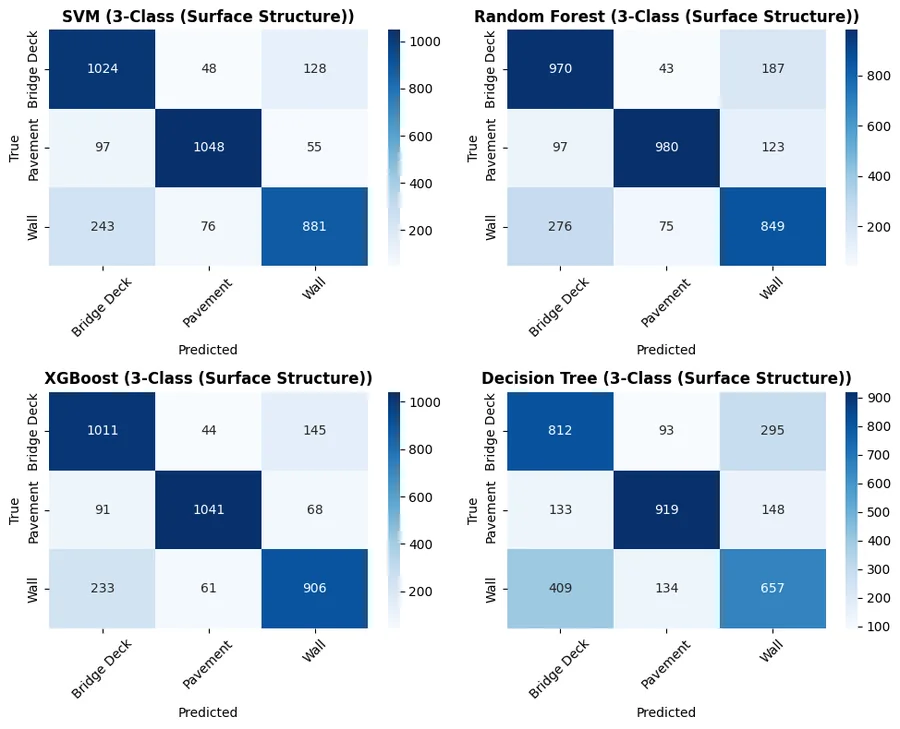 SVM (3-Class (Surface Structure))
True
Bridge Deck
Pavement
Wall
1024 48 128
97 1048 55
243 76 881
1000
800
600
400
200
Bridge Deck Pavement Wall
Predicted
Random Forest (3-Class (Surface Structure))
True
Bridge Deck
Pavement
Wall
970 43 187
97 980 123
276 75 849
800
600
400
200
Bridge Deck Pavement Wall
Predicted
XGBoost (3-Class (Surface Structure))
True
Bridge Deck
Pavement
Wall
1011 44 145
91 1041 68
233 61 906
1000
800
600
400
200
Bridge Deck Pavement Wall
Predicted
Decision Tree (3-Class (Surface Structure))
True
Bridge Deck
Pavement
Wall
812 93 295
133 919 148
409 134 657
900
800
700
600
500
400
300
200
100
Bridge Deck Pavement Wall
Predicted